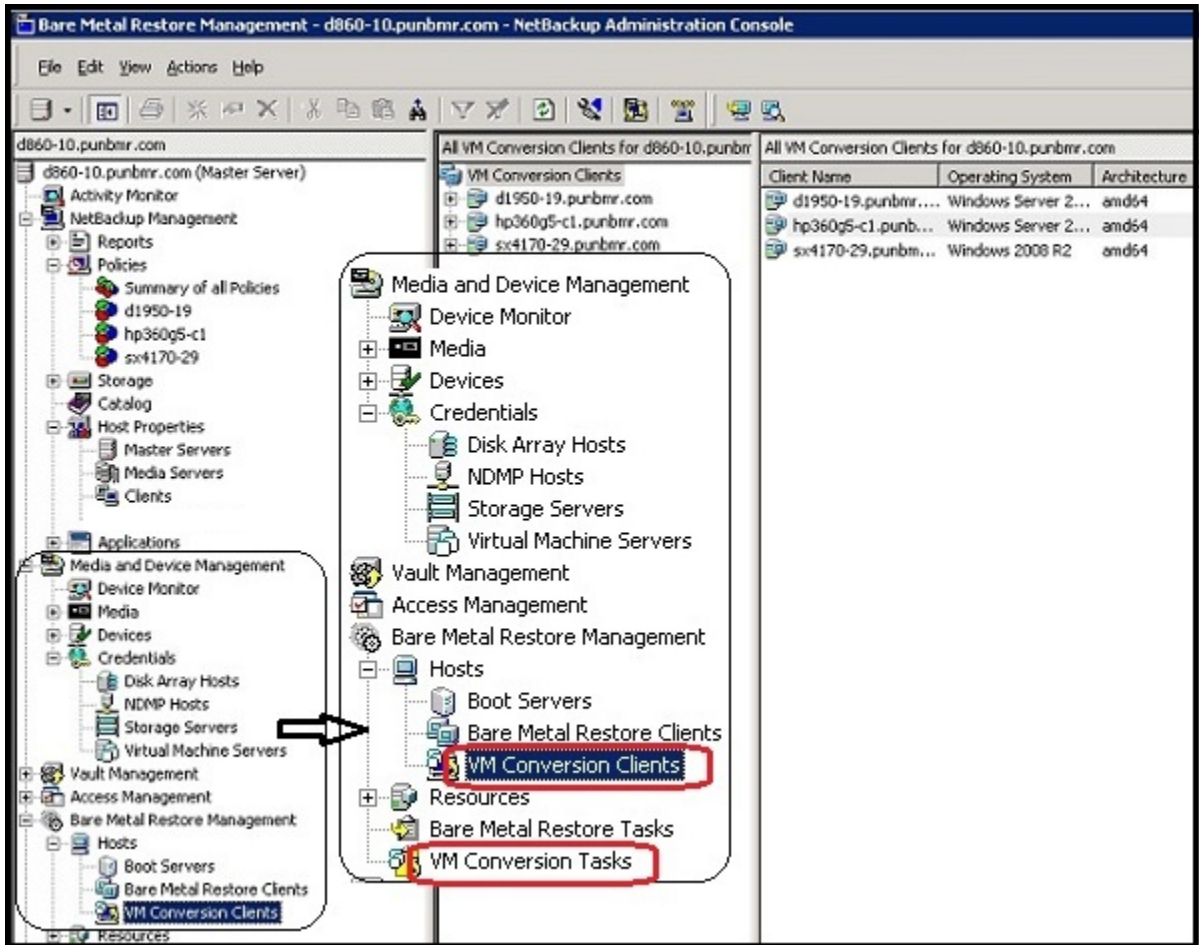 Bare Metal Restore Management - d860-10.punbmr.com - NetBackup Administration Console
File Edit View Actions Help
d860-10.punbmr.com
d860-10.punbmr.com (Master Server)
Activity Monitor
NetBackup Management
Reports
Policies
Summary of all Policies
d1950-19
hp360g5-c1
sx4170-29
Storage
Catalog
Host Properties
Master Servers
Media Servers
Clients
Applications
Media and Device Management
Device Monitor
Media
Devices
Credentials
Disk Array Hosts
NDMP Hosts
Storage Servers
Virtual Machine Servers
Vault Management
Access Management
Bare Metal Restore Management
Hosts
Boot Servers
Bare Metal Restore Clients
VM Conversion Clients
Resources
All VM Conversion Clients for d860-10.punbmr
VM Conversion Clients
d1950-19.punbmr.com
hp360g5-c1.punbmr.com
sx4170-29.punbmr.com
Media and Device Management
Device Monitor
Media
Devices
Credentials
Disk Array Hosts
NDMP Hosts
Storage Servers
Virtual Machine Servers
Vault Management
Access Management
Bare Metal Restore Management
Hosts
Boot Servers
Bare Metal Restore Clients
VM Conversion Clients
Resources
Bare Metal Restore Tasks
VM Conversion Tasks
All VM Conversion Clients for d860-10.punbmr.com
Client Name Operating System Architecture
d1950-19.punbmr.... Windows Server 2... amd64
hp360g5-c1.punb... Windows Server 2... amd64
sx4170-29.punbm... Windows 2008 R2 amd64